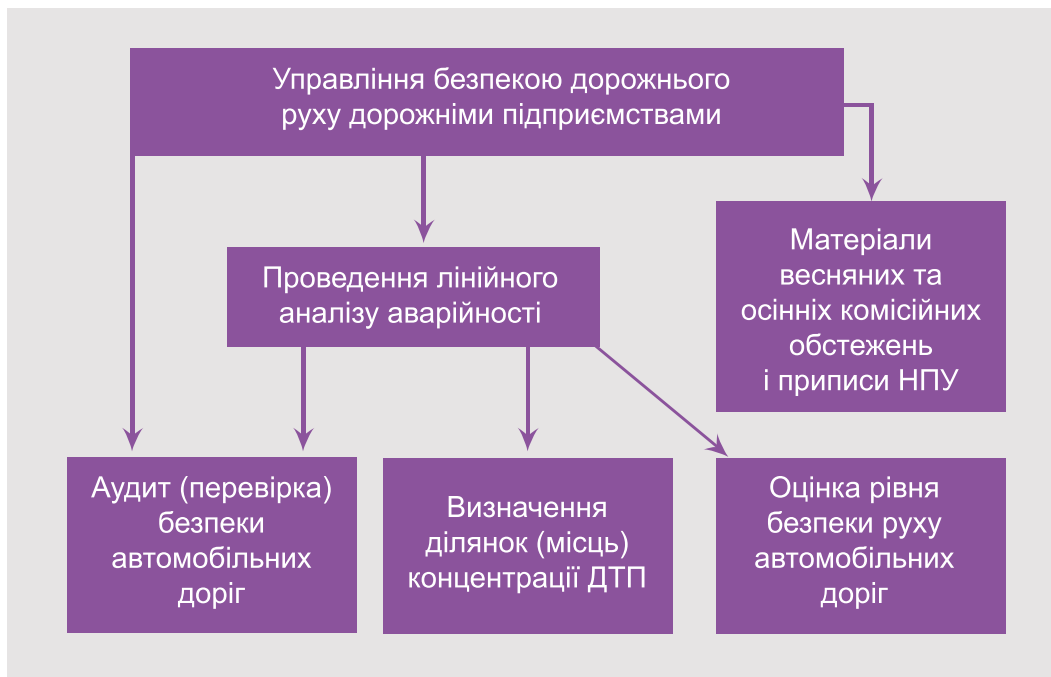 Управління безпекою дорожнього
руху дорожніми підприємствами
Проведення лінійного
аналізу аварійності
Матеріали
весняних та
осінніх комісійних
обстежень
і приписи НПУ
Аудит (перевірка)
безпеки
автомобільних
доріг
Визначення
ділянок (місць)
концентрації ДТП
Оцінка рівня
безпеки руху
автомобільних
доріг